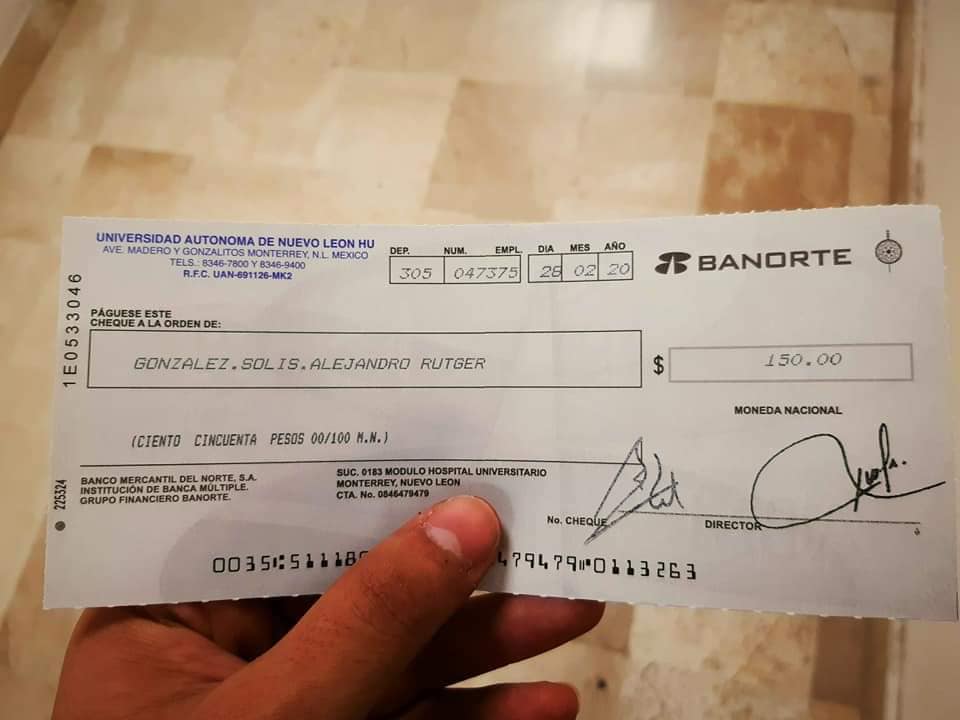 UNIVERSIDAD AUTONOMA DE NUEVO LEON HU
AVE. MADERO Y GONZALITOS MONTERREY, N.L. MEXICO
TELS.: 8346-7800 Y 8346-9400
R.F.C. UAN-691126-MK2
DEP. NUM. EMPL. DIA MES AÑO
305 047375 28 02 20
BANORTE
1E0533046
PÁGUESE ESTE
CHEQUE A LA ORDEN DE:
GONZALEZ.SOLIS.ALEJANDRO RUTGER
$ 150.00
MONEDA NACIONAL
(CIENTO CINCUENTA PESOS 00/100 M.N.)
BANCO MERCANTIL DEL NORTE, S.A.
INSTITUCIÓN DE BANCA MÚLTIPLE.
GRUPO FINANCIERO BANORTE.
SUC. 0183 MODULO HOSPITAL UNIVERSITARIO
MONTERREY, NUEVO LEON
CTA. No. 0846479479
225324
No. CHEQUE
DIRECTOR
0035 51118 479479 0113263